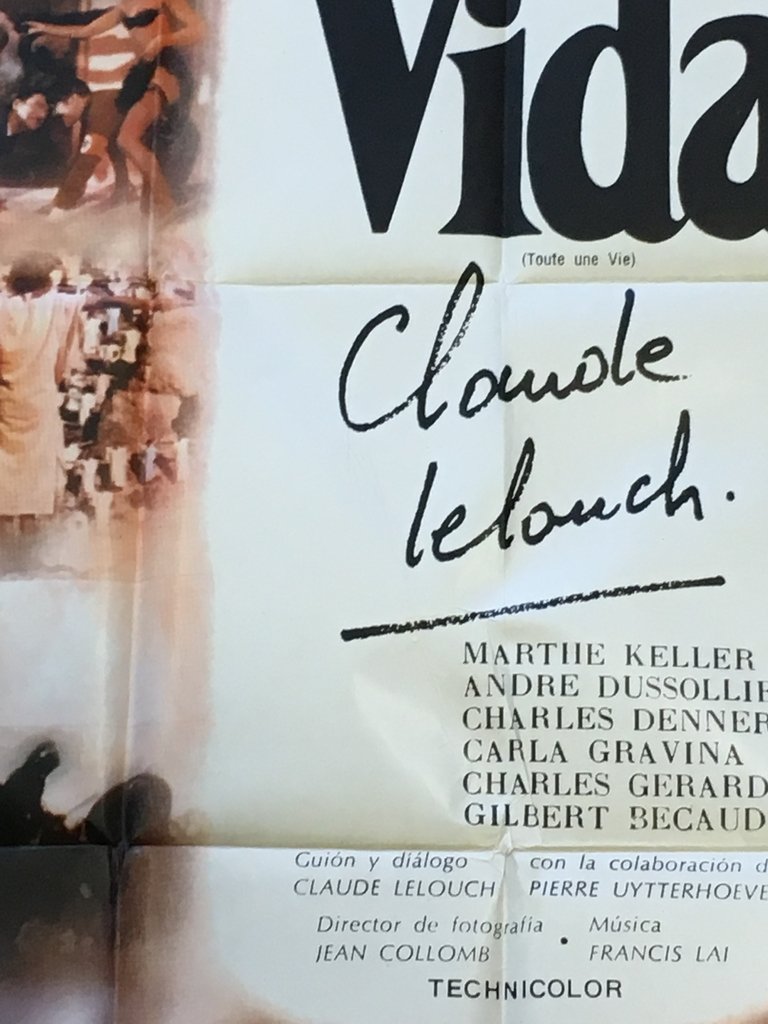 Vida
(Toute une Vie)
Claude
Lelouch.
MARTHE KELLER
ANDRE DUSSOLLIE
CHARLES DENNER
CARLA GRAVINA
CHARLES GERARD
GILBERT BECAUD
Guión y diálogo con la colaboración d
CLAUDE LELOUCH PIERRE UYTTERHOEVE
Director de fotografía • Música
JEAN COLLOMB FRANCIS LAI
TECHNICOLOR